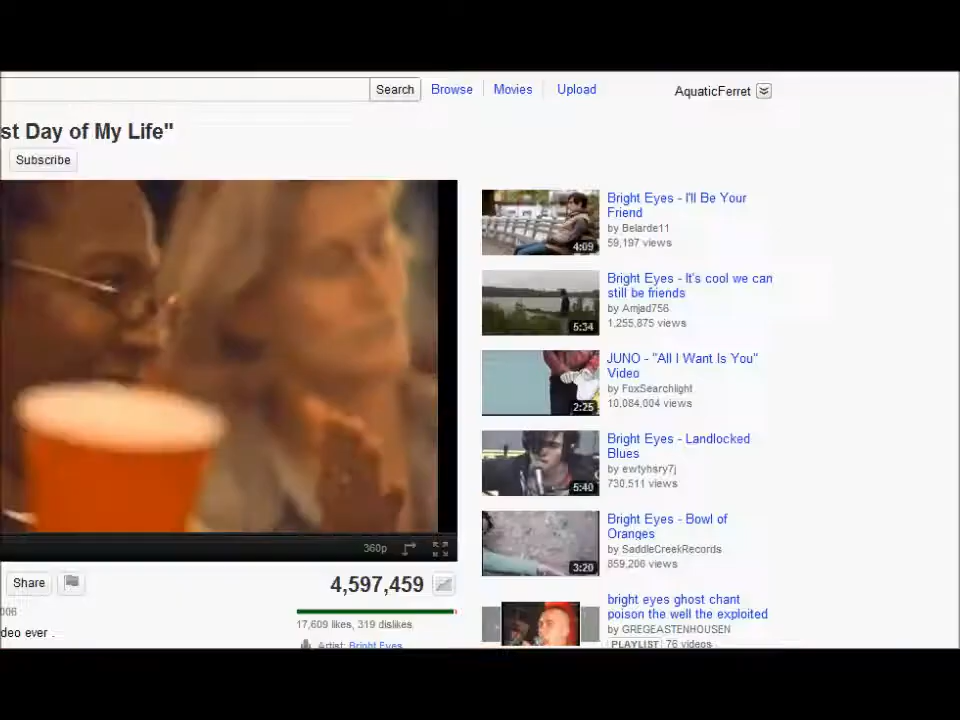 Search Browse Movies Upload AquaticFerret
st Day of My Life"
Subscribe
Bright Eyes - I'll Be Your
Friend
by Belarde11
59,197 views
4:09
Bright Eyes - It's cool we can
still be friends
by Amjad756
1,255,875 views
5:34
JUNO - "All I Want Is You"
Video
by FoxSearchlight
10,084,004 views
2:25
Bright Eyes - Landlocked
Blues
by ewtyhsry7j
730,511 views
5:40
Bright Eyes - Bowl of
Oranges
by SaddleCreekRecords
859,206 views
3:20
bright eyes ghost chant
poison the well the exploited
by GREGEASTENHOUSEN
PLAYLIST 76 videos
360p
Share
4,597,459
006
17,609 likes, 319 dislikes
deo ever .
Artist: Bright Eyes